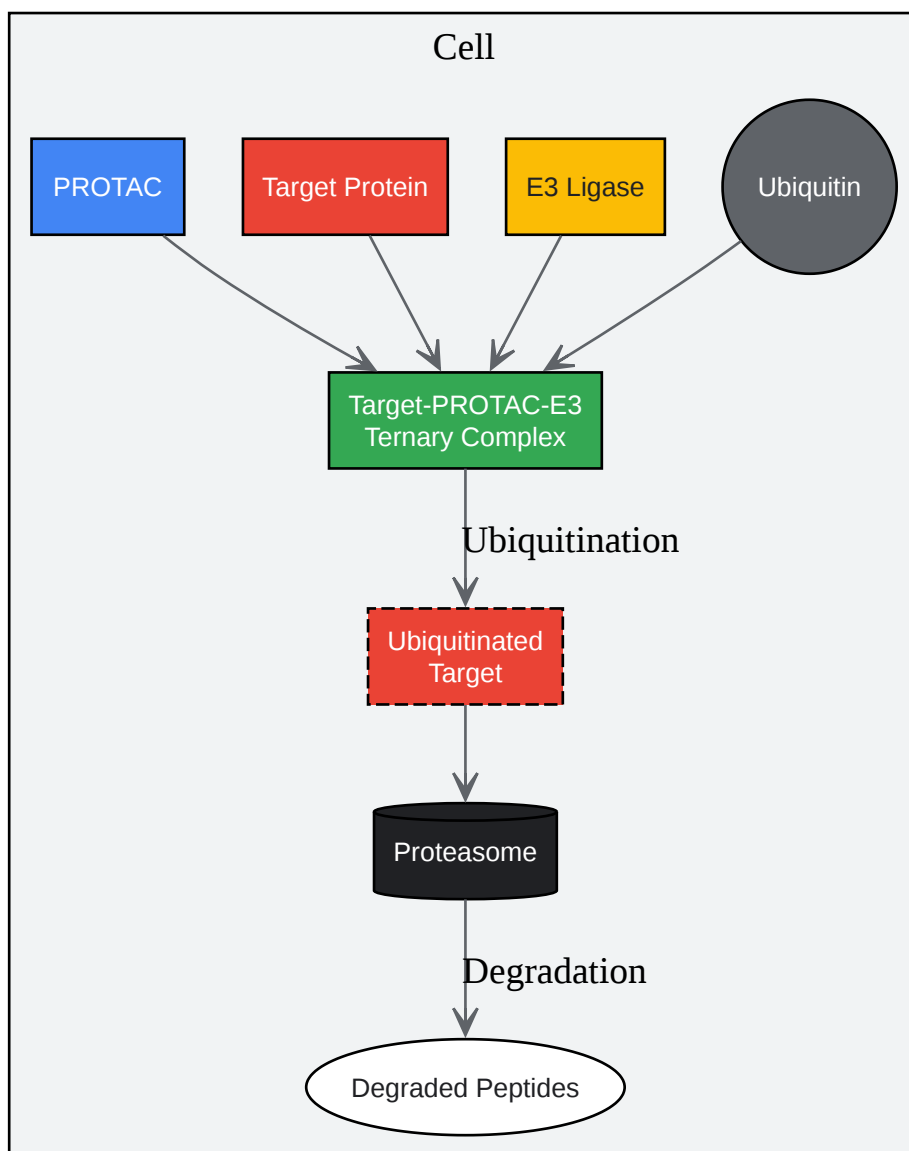 Cell
PROTAC
Target Protein
E3 Ligase
Ubiquitin
Target-PROTAC-E3
Ternary Complex
Ubiquitination
Ubiquitinated
Target
Proteasome
Degradation
Degraded Peptides